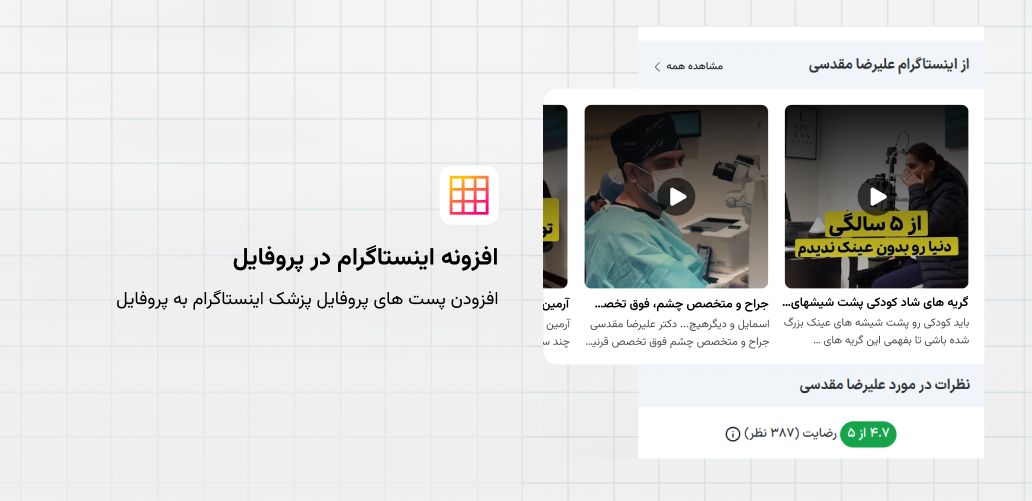 افزونه اینستاگرام در پروفایل
افزودن پست های پروفایل پزشک اینستاگرام به پروفایل
از اینستاگرام علیرضا مقدسی
مشاهده همه
از ۵ سالگی
دنیا رو بدون عینک ندیدم
گریه های شاد کودکی پشت شیشهای...
باید کودکی رو پشت شیشه های عینک بزرگ
شده باشی تا بفهمی این گریه های ...
جراح و متخصص چشم، فوق تخصـ...
اسمایل و دیگرهیچ... دکتر علیرضا مقدسی
جراح و متخصص چشم فوق تخصص قرنیـ...
تو
آرمین
آرمین
چند سـ
نظرات در مورد علیرضا مقدسی
۴.۷ از ۵ رضایت (۳۸۷ نظر)